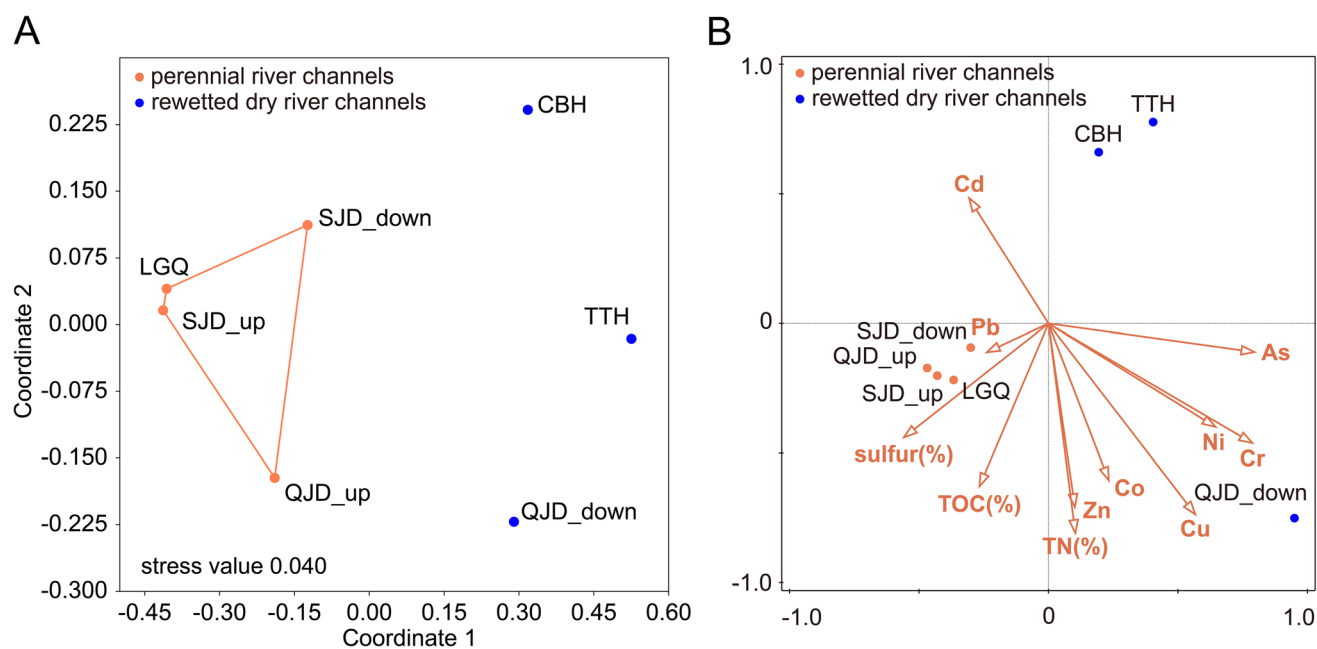 A
perennial river channels
rewetted dry river channels
CBH
SJD_down
LGQ
SJD_up
TTH
QJD_up
QJD_down
stress value 0.040
Coordinate 2
0.225
0.150
0.075
0.000
-0.075
-0.150
-0.225
-0.300
-0.45 -0.30 -0.15 0.00 0.15 0.30 0.45 0.60
Coordinate 1
B
perennial river channels
rewetted dry river channels
TTH
CBH
Cd
SJD_down
Pb
QJD_up
SJD_up
LGQ
As
sulfur(%)
Ni
Cr
TOC(%)
Co
QJD_down
Zn
Cu
TN(%)
1.0
0
-1.0
-1.0 0 1.0